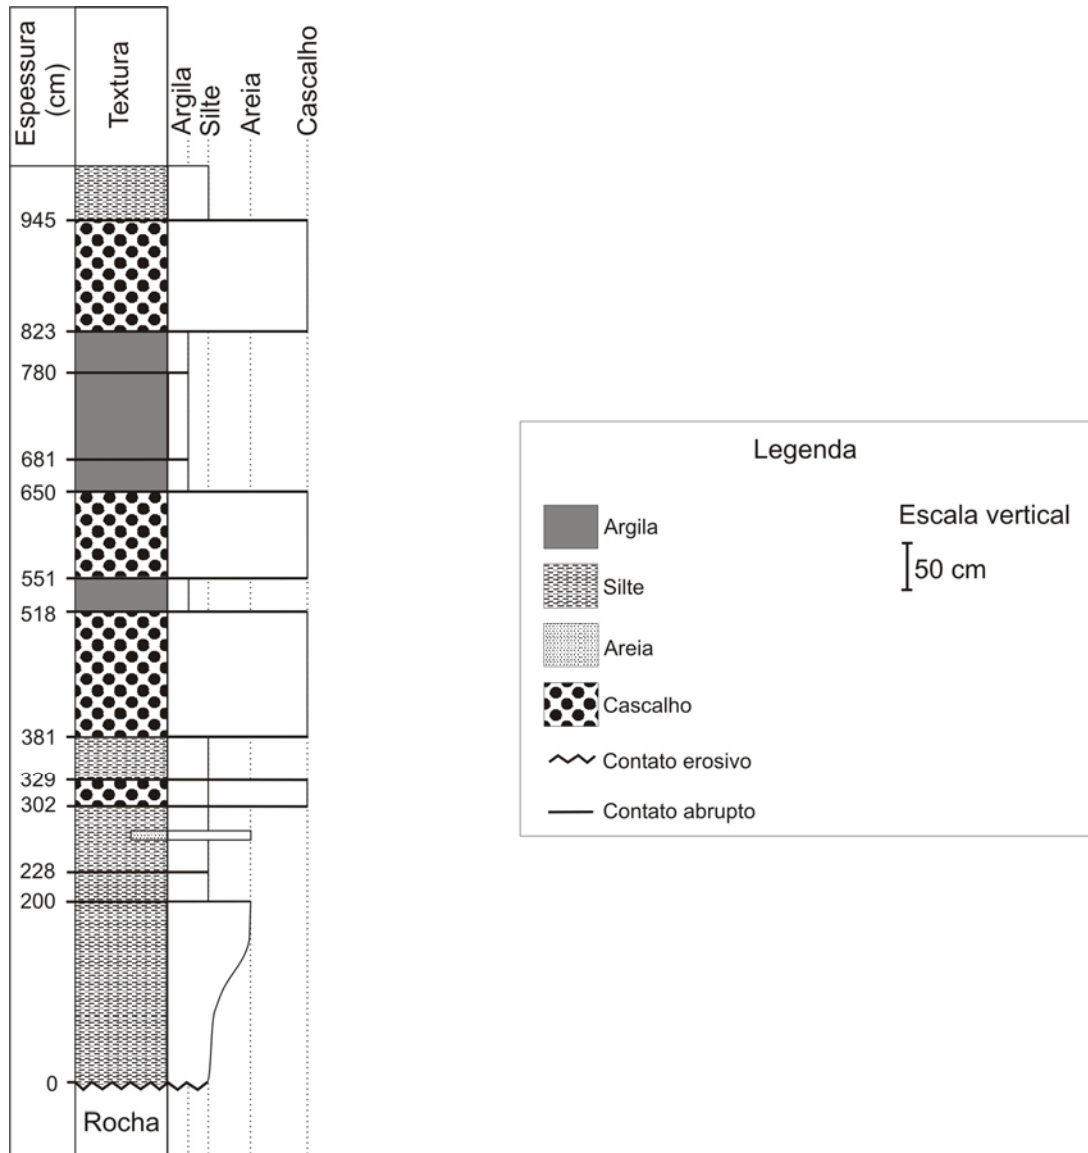 Espessura
(cm)
Textura
Argila
Silte
Areia
Cascalho
945
823
780
681
650
551
518
381
329
302
228
200
0
Rocha
Legenda
Argila
Silte
Areia
Cascalho
Contato erosivo
Contato abrupto
Escala vertical
50 cm